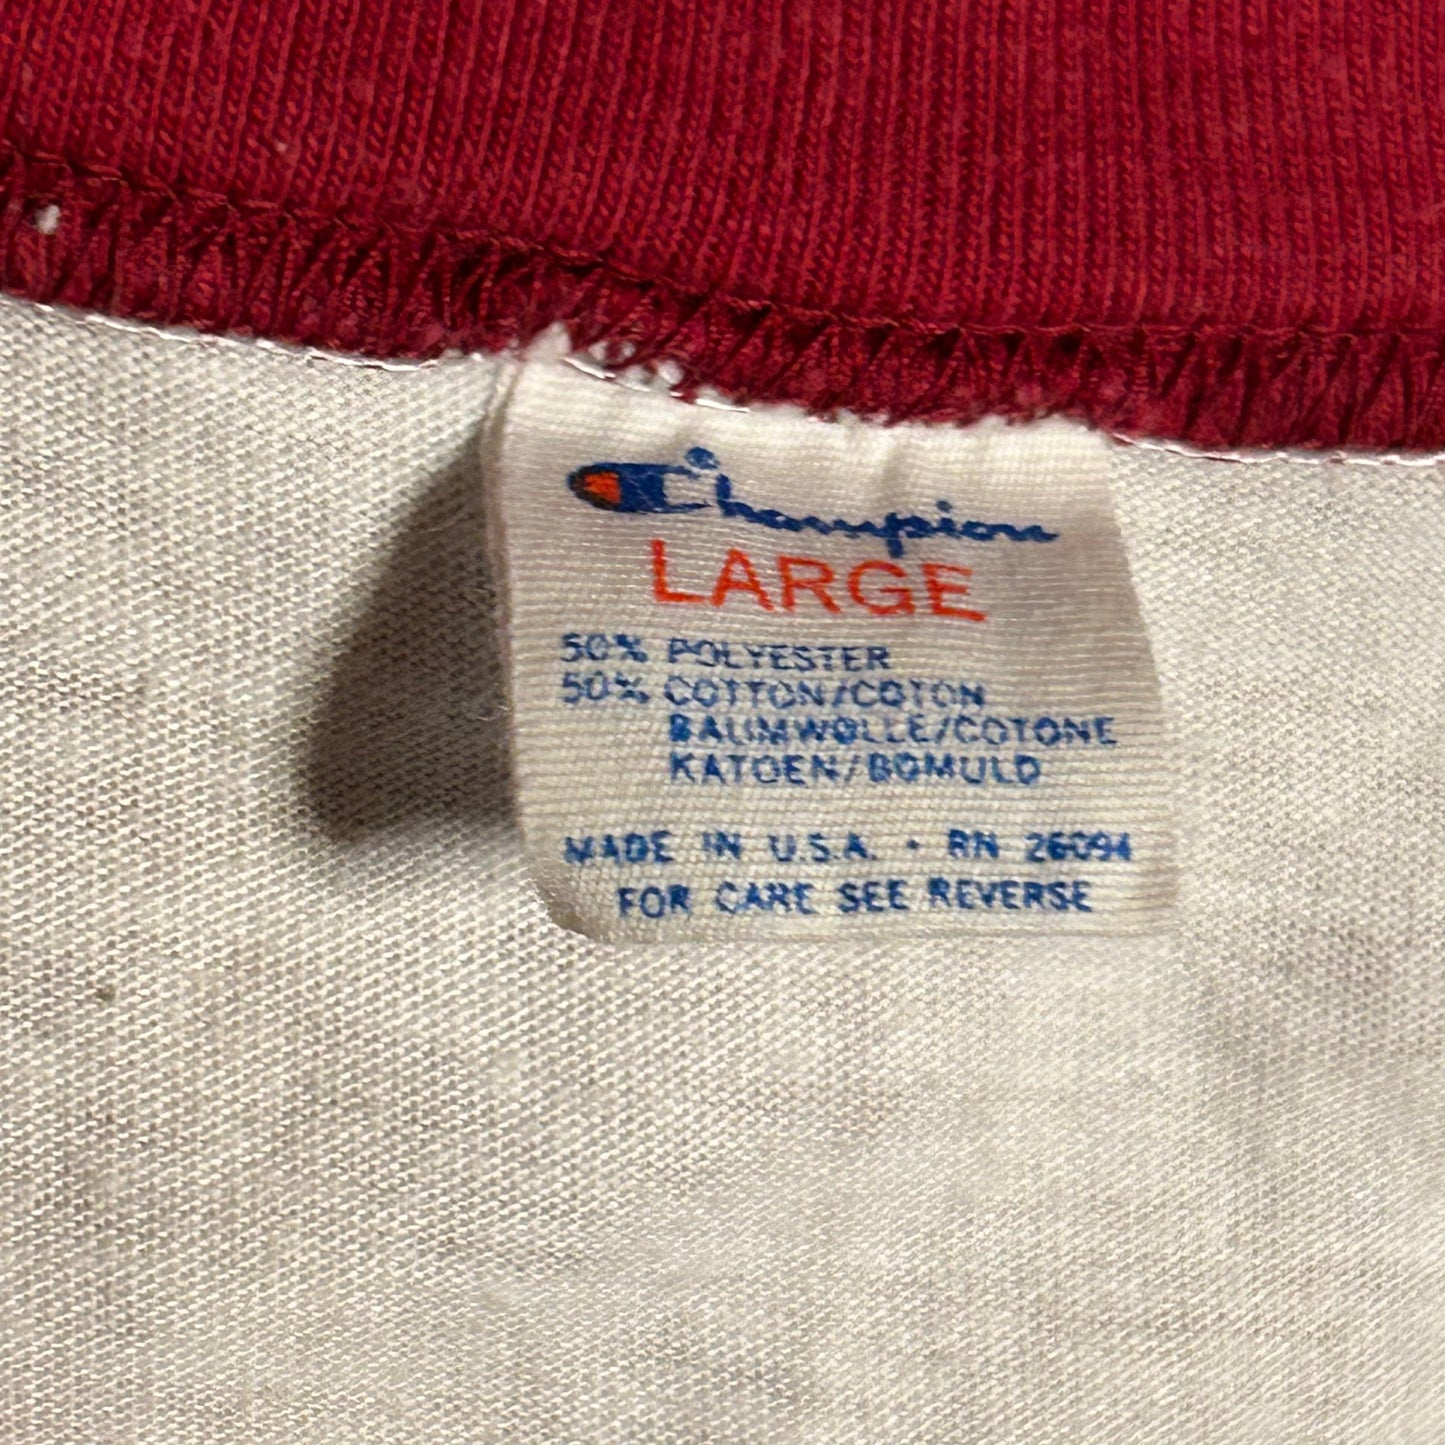 Champion
LARGE
50% POLYESTER
50% COTTON/COTON
BAUMWOLLE/COTONE
KATOEN/BOMULD
MADE IN U.S.A. • RN 26094
FOR CARE SEE REVERSE